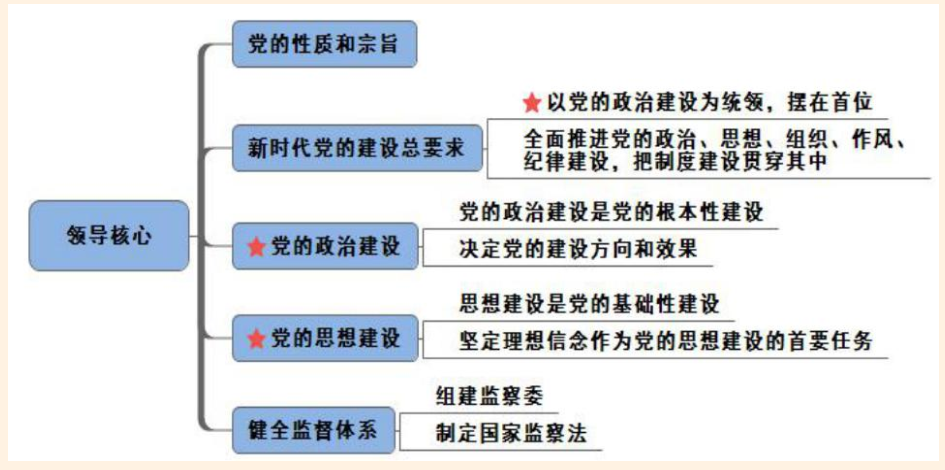 领导核心
党的性质和宗旨
新时代党的建设总要求
★以党的政治建设为统领，摆在首位
全面推进党的政治、思想、组织、作风、
纪律建设，把制度建设贯穿其中
★党的政治建设
党的政治建设是党的根本性建设
决定党的建设方向和效果
★党的思想建设
思想建设是党的基础性建设
坚定理想信念作为党的思想建设的首要任务
健全监督体系
组建监察委
制定国家监察法